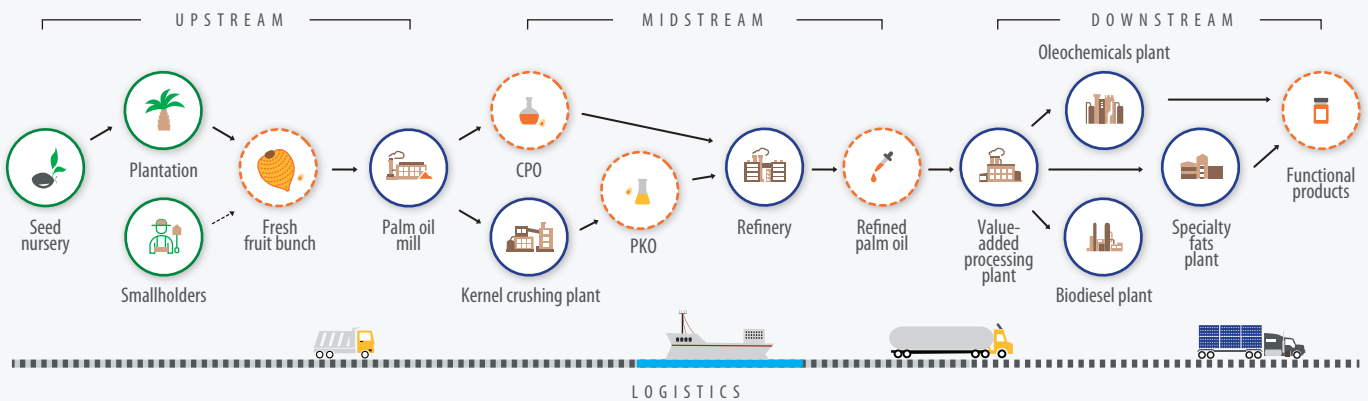 UPSTREAM
MIDSTREAM
DOWNSTREAM
Oleochemicals plant
Plantation
CPO
Functional
products
Seed
nursery
Fresh
fruit bunch
Palm oil
mill
PKO
Refinery
Refined
palm oil
Value-
added
processing
plant
Specialty
fats
plant
Smallholders
Kernel crushing plant
Biodiesel plant
LOGISTICS